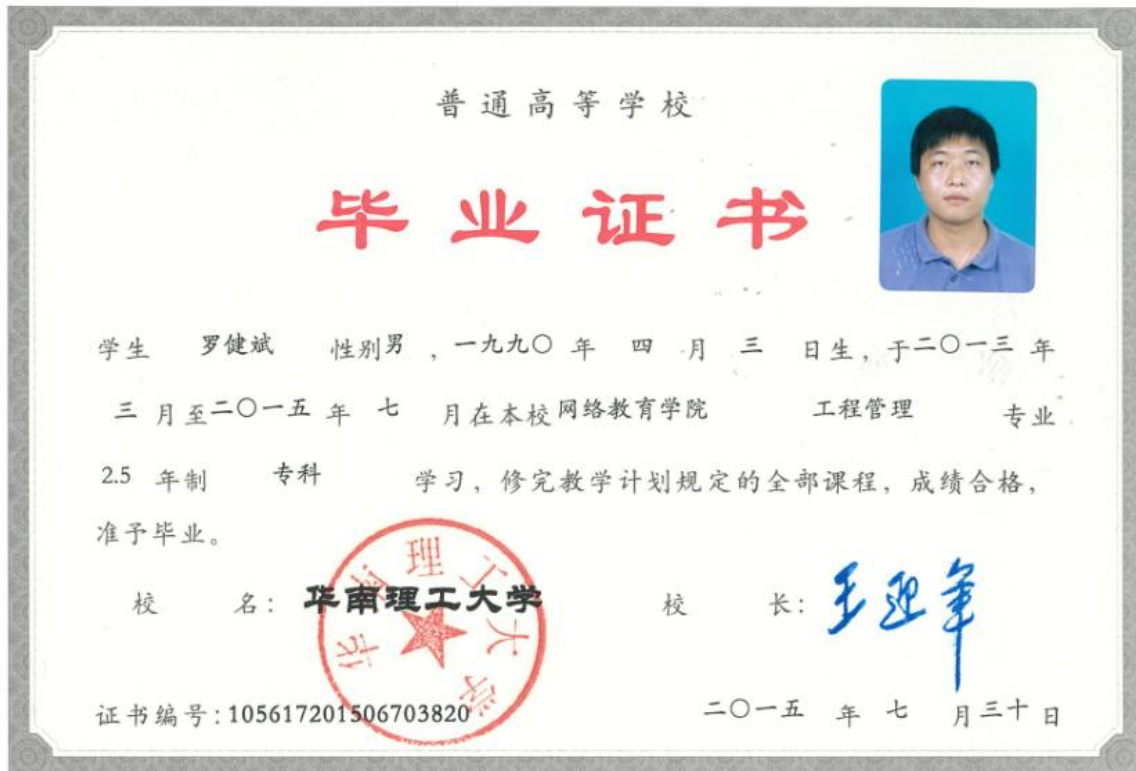 普通高等学校
毕业证书
学生 罗健斌 性别男，一九九〇年 四 月 三 日生，于二〇一三年
三 月至二〇一五 年 七 月在本校网络教育学院 工程管理 专业
2.5 年制 专科 学习，修完教学计划规定的全部课程，成绩合格，
准予毕业。
校 名：华南理工大学 校 长：王迎军
华南理工大学
证书编号：105617201506703820 二〇一五 年 七 月三十日